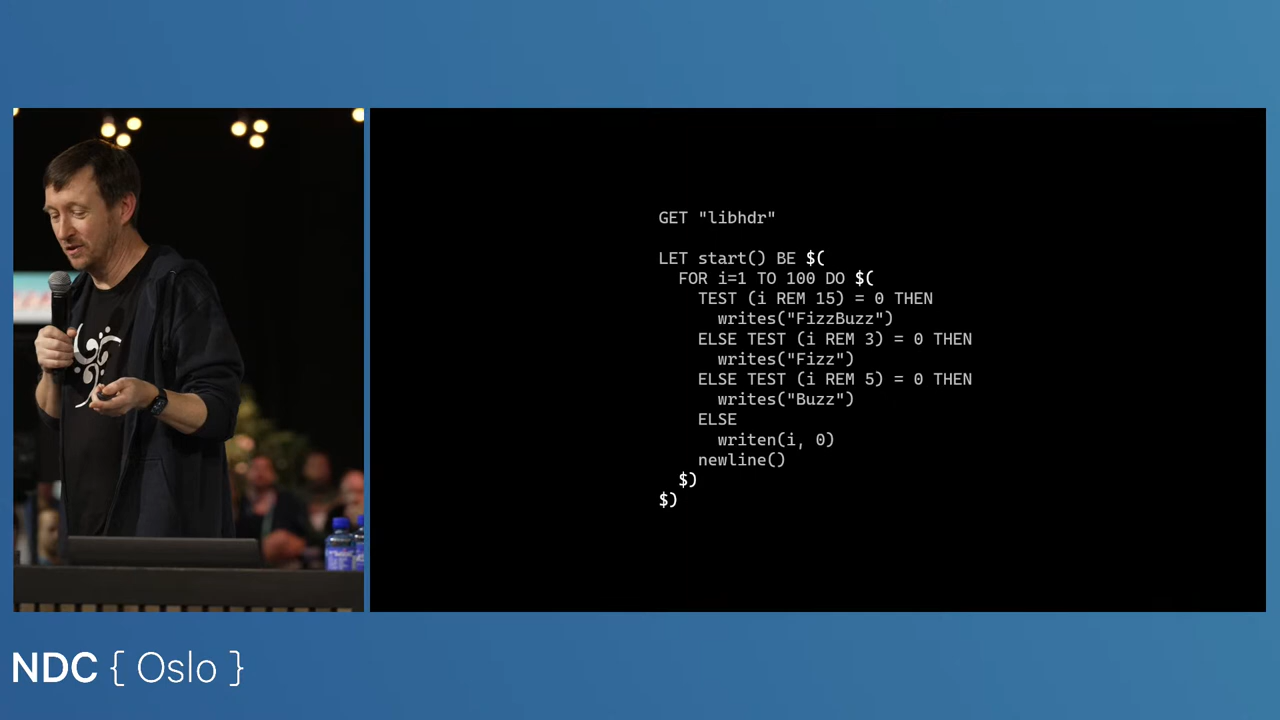 GET "libhdr"
LET start() BE $(
FOR i=1 TO 100 DO $(
TEST (i REM 15) = 0 THEN
writes("FizzBuzz")
ELSE TEST (i REM 3) = 0 THEN
writes("Fizz")
ELSE TEST (i REM 5) = 0 THEN
writes("Buzz")
ELSE
writen(i, 0)
newline()
$)
$)
NDC { Oslo }